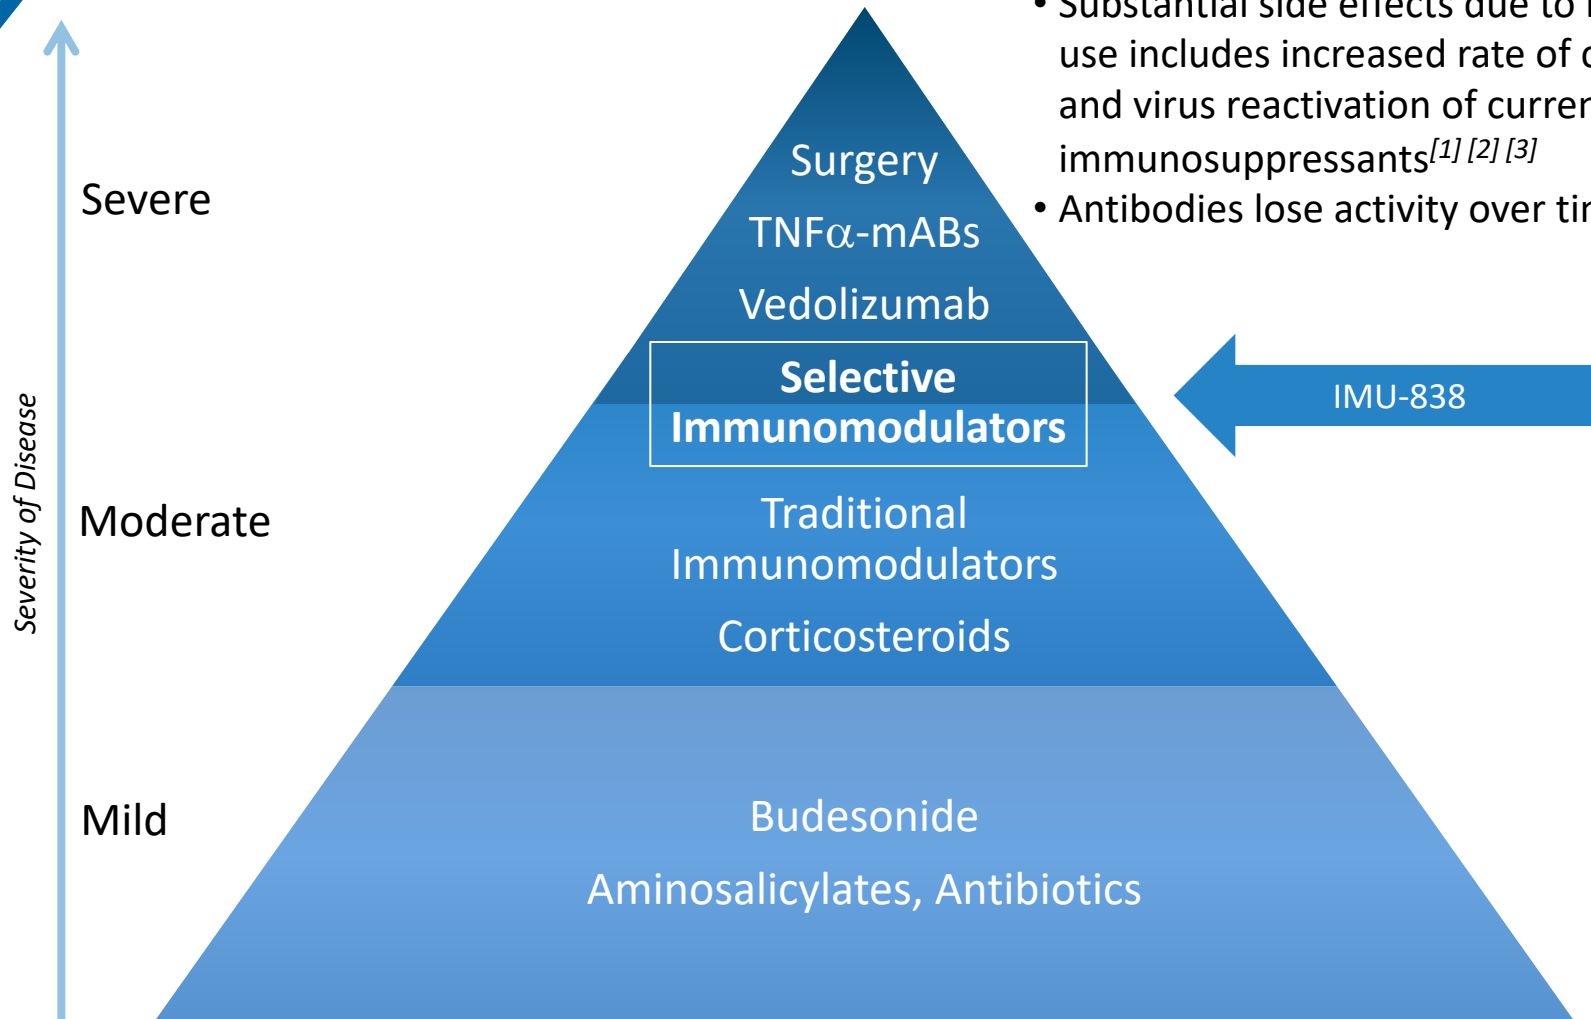 • Substantial side effects due to
use includes increased rate of
and virus reactivation of
immunosuppressants[1] [2] [3]
• Antibodies lose activity over
Severity of Disease
Severe
Surgery
TNFα-mABs
Vedolizumab
Selective
Immunomodulators
IMU-838
Moderate
Traditional
Immunomodulators
Corticosteroids
Mild
Budesonide
Aminosalicylates, Antibiotics